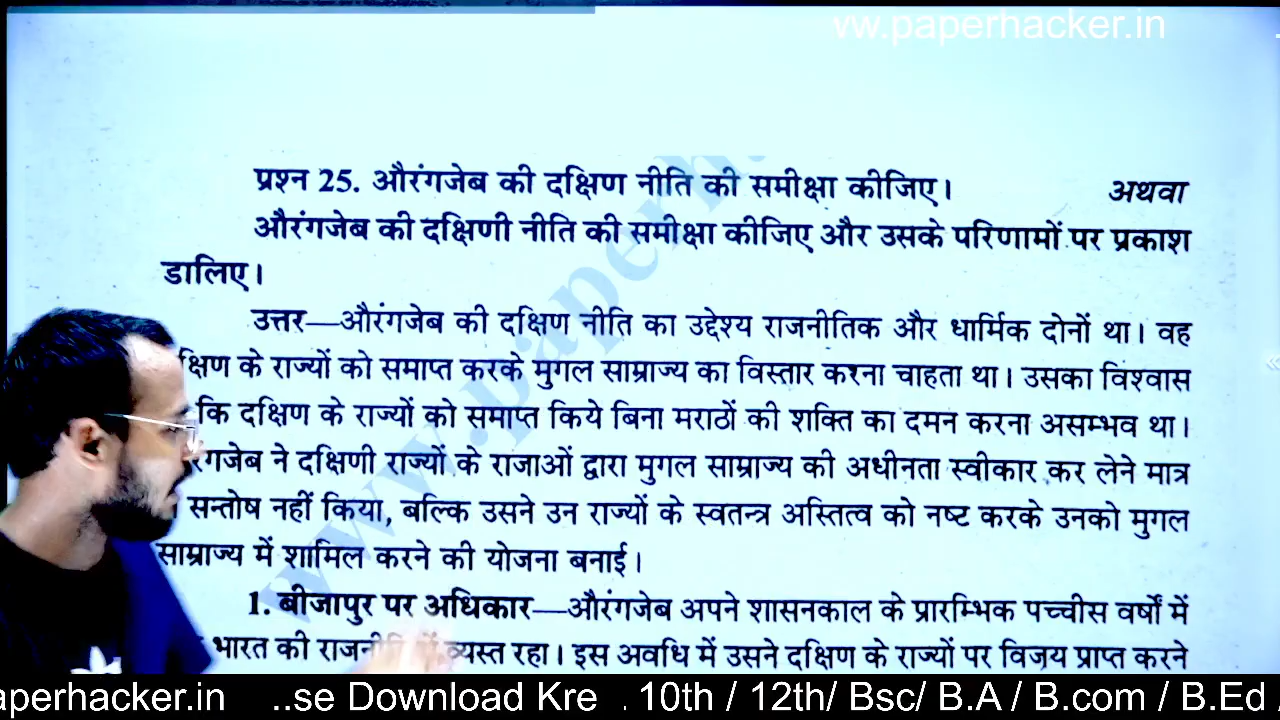 vw.paperhacker.in
प्रश्न 25. औरंगजेब की दक्षिण नीति की समीक्षा कीजिए। अथवा
औरंगजेब की दक्षिणी नीति की समीक्षा कीजिए और उसके परिणामों पर प्रकाश
डालिए।
उत्तर—औरंगजेब की दक्षिण नीति का उद्देश्य राजनीतिक और धार्मिक दोनों था। वह
क्षिण के राज्यों को समाप्त करके मुगल साम्राज्य का विस्तार करना चाहता था। उसका विश्वास
कि दक्षिण के राज्यों को समाप्त किये बिना मराठों की शक्ति का दमन करना असम्भव था।
रंगजेब ने दक्षिणी राज्यों के राजाओं द्वारा मुगल साम्राज्य की अधीनता स्वीकार कर लेने मात्र
सन्तोष नहीं किया, बल्कि उसने उन राज्यों के स्वतन्त्र अस्तित्व को नष्ट करके उनको मुगल
साम्राज्य में शामिल करने की योजना बनाई।
1. बीजापुर पर अधिकार—औरंगजेब अपने शासनकाल के प्रारम्भिक पच्चीस वर्षों में
भारत की व्यस्त रहा। इस अवधि में उसने दक्षिण के राज्यों पर विजय प्राप्त करने
aperhacker.in ..se Download Kre . 10th / 12th/ Bsc/ B.A / B.com / B.Ed